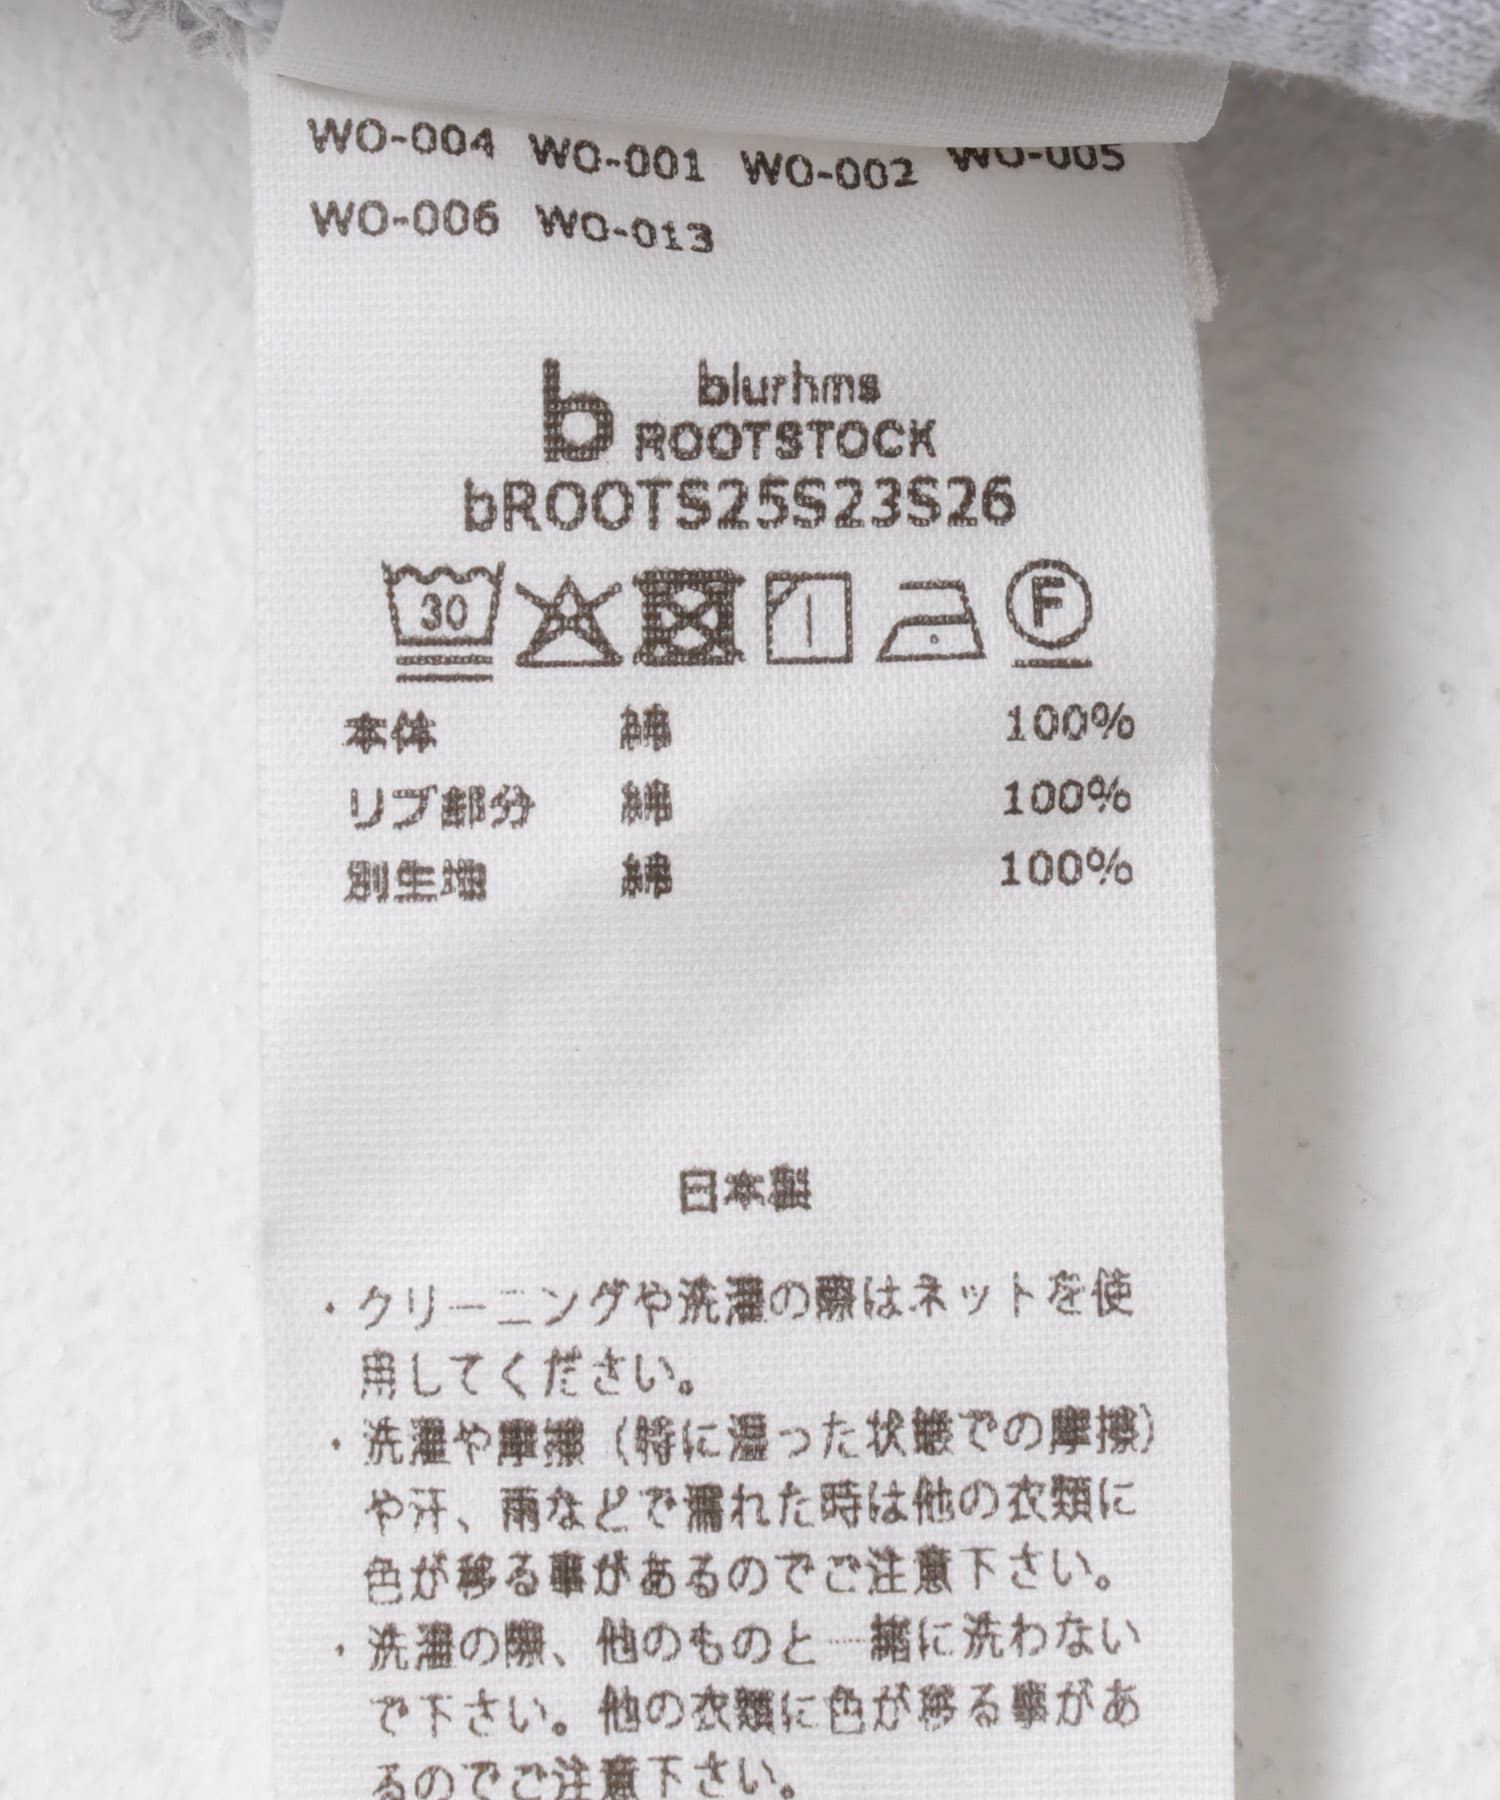 WO-004 WO-001 WO-002 WO-005
WO-006 WO-013
b blurhms
ROOTSTOCK
bROOTS25S23S26
30 F
本体 綿 100%
リブ部分 綿 100%
別生地 綿 100%
日本製
・クリーニングや洗濯の際はネットを使
用してください。
・洗濯や摩擦（特に湿った状態での摩擦）
や汗、雨などで濡れた時は他の衣類に
色が移る事があるのでご注意下さい。
・洗濯の際、他のものと一緒に洗わない
で下さい。他の衣類に色が移る事があ
るのでご注意下さい。